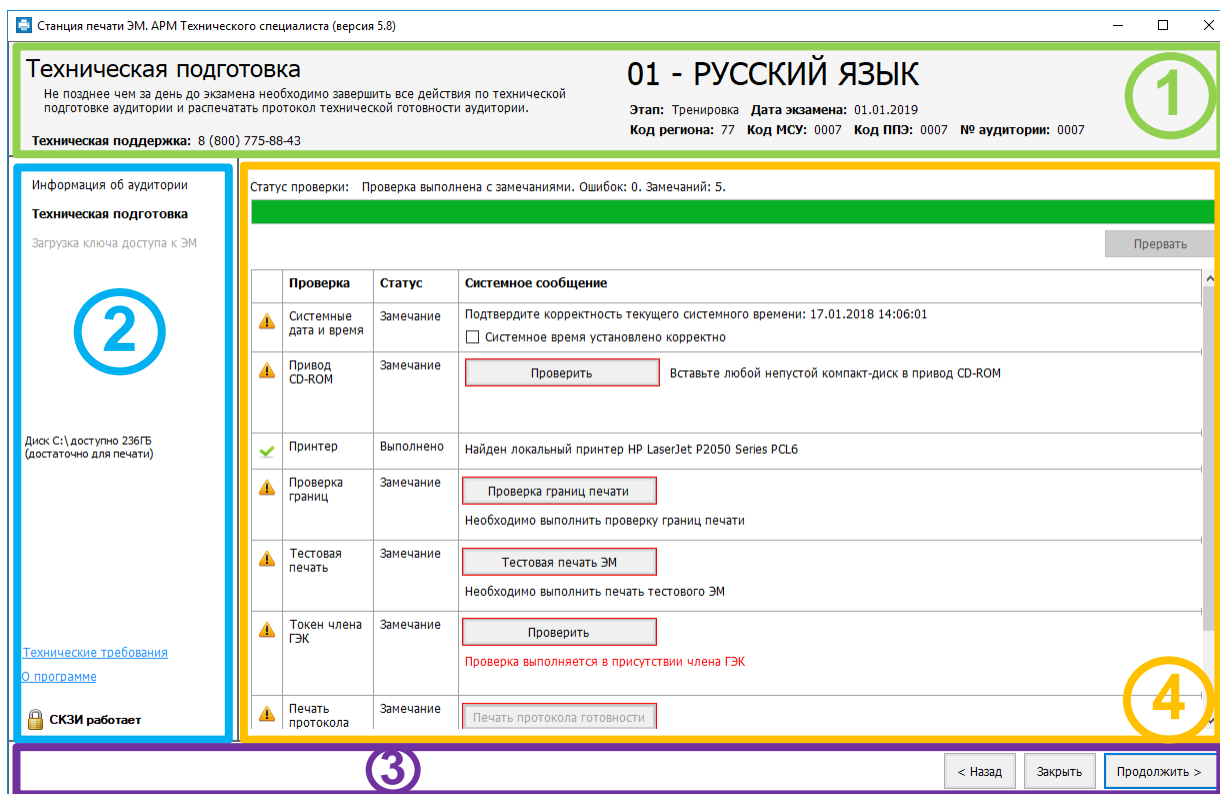 Станция печати ЭМ. АРМ Технического специалиста (версия 5.8)
Техническая подготовка
Не позднее чем за день до экзамена необходимо завершить все действия по технической
подготовке аудитории и распечатать протокол технической готовности аудитории.
Техническая поддержка: 8 (800) 775-88-43
01 - РУССКИЙ ЯЗЫК
Этап: Тренировка Дата экзамена: 01.01.2019
Код региона: 77 Код МСУ: 0007 Код ППЭ: 0007 № аудитории: 0007
1
Информация об аудитории
Техническая подготовка
Загрузка ключа доступа к ЭМ
2
Диск C:\ доступно 236ГБ
(достаточно для печати)
Технические требования
О программе
СКЗИ работает
Статус проверки: Проверка выполнена с замечаниями. Ошибок: 0. Замечаний: 5.
Прервать
Проверка Статус Системное сообщение
Системные
дата и время
Замечание
Подтвердите корректность текущего системного времени: 17.01.2018 14:06:01
Системное время установлено корректно
Привод
CD-ROM
Замечание
Проверить
Вставьте любой непустой компакт-диск в привод CD-ROM
Принтер
Выполнено
Найден локальный принтер HP LaserJet P2050 Series PCL6
Проверка
границ
Замечание
Проверка границ печати
Необходимо выполнить проверку границ печати
Тестовая
печать
Замечание
Тестовая печать ЭМ
Необходимо выполнить печать тестового ЭМ
Токен члена
ГЭК
Замечание
Проверить
Проверка выполняется в присутствии члена ГЭК
Печать
протокола
Замечание
Печать протокола готовности
4
3
< Назад
Закрыть
Продолжить >